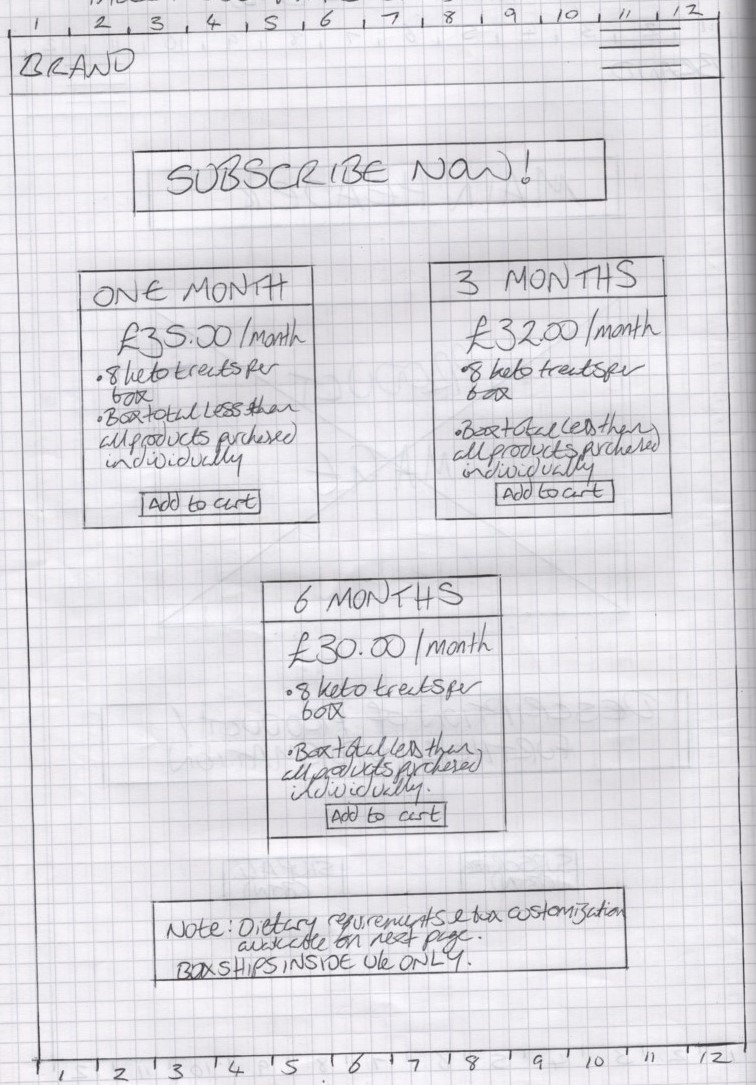 1 2 3 4 5 6 7 8 9 10 11 12
BRAND
SUBSCRIBE NOW!
ONE MONTH
£35.00/month
• 8 keto treats per
box
• Box total less than
all products purchased
individually
Add to cart
3 MONTHS
£32.00/month
• 8 keto treats per
box
• Box total less than
all products purchased
individually
Add to cart
6 MONTHS
£30.00/month
• 8 keto treats per
box
• Box total less than
all products purchased
individually.
Add to cart
Note: Dietary requirements & box customization
available on next page.
BOX SHIPS INSIDE UK ONLY.
1 2 3 4 5 6 7 8 9 10 11 12